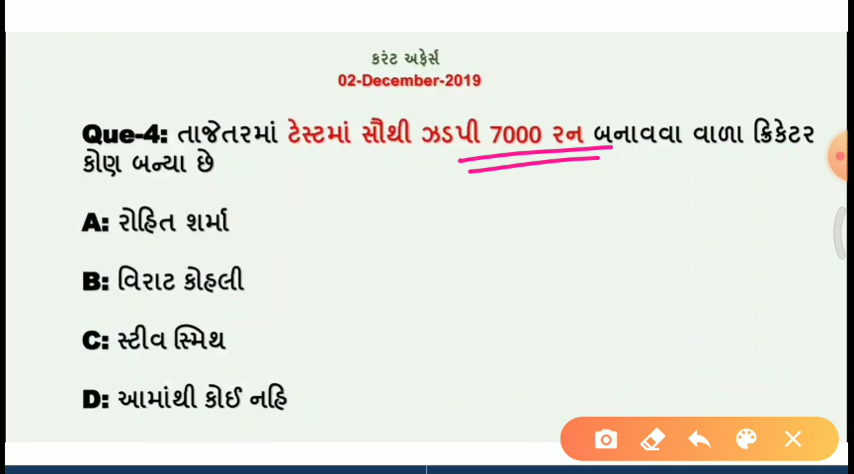 કરંટ અફેર્સ
02-December-2019
Que-4: તાજેતરમાં ટેસ્ટમાં સૌથી ઝડપી 7000 રન બનાવવા વાળા ક્રિકેટર
કોણ બન્યા છે
A: રોહિત શર્મા
B: વિરાટ કોહલી
C: સ્ટીવ સ્મિથ
D: આમાંથી કોઈ નહિ